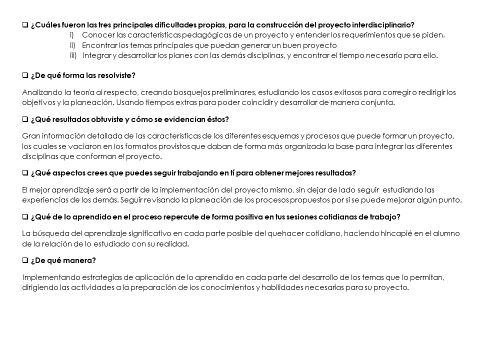 ❑ ¿Cuáles fueron las tres principales dificultades propias, para la construcción del proyecto interdisciplinario?
i) Conocer las características pedagógicas de un proyecto y entender los requerimientos que se piden.
ii) Encontrar los temas principales que puedan generar un buen proyecto
iii) Integrar y desarrollar los planes con las demás disciplinas, y encontrar el tiempo necesario para ello.
❑ ¿De qué forma las resolviste?
Analizando la teoría al respecto, creando bosquejos preliminares, estudiando los casos exitosos para corregir o redirigir los
objetivos y la planeación. Usando tiempos extras para poder coincidir y desarrollar de manera conjunta.
❑ ¿Qué resultados obtuviste y cómo se evidencian éstos?
Gran información detallada de las características de los diferentes esquemas y procesos que puede formar un proyecto,
los cuales se vaciaron en los formatos provistos que daban de forma más organizada la base para integrar las diferentes
disciplinas que conforman el proyecto.
❑ ¿Qué aspectos crees que puedes seguir trabajando en tí para obtener mejores resultados?
El mejor aprendizaje será a partir de la implementación del proyecto mismo, sin dejar de lado seguir estudiando las
experiencias de los demás. Seguir revisando la planeación de los procesos propuestos por si se puede mejorar algún punto.
❑ ¿Qué de lo aprendido en el proceso repercute de forma positiva en tus sesiones cotidianas de trabajo?
La búsqueda del aprendizaje significativo en cada parte posible del quehacer cotidiano, haciendo hincapié en el alumno
de la relación de lo estudiado con su realidad.
❑ ¿De qué manera?
Implementando estrategias de aplicación de lo aprendido en cada parte del desarrollo de los temas que lo permitan,
dirigiendo las actividades a la preparación de los conocimientos y habilidades necesarias para su proyecto.